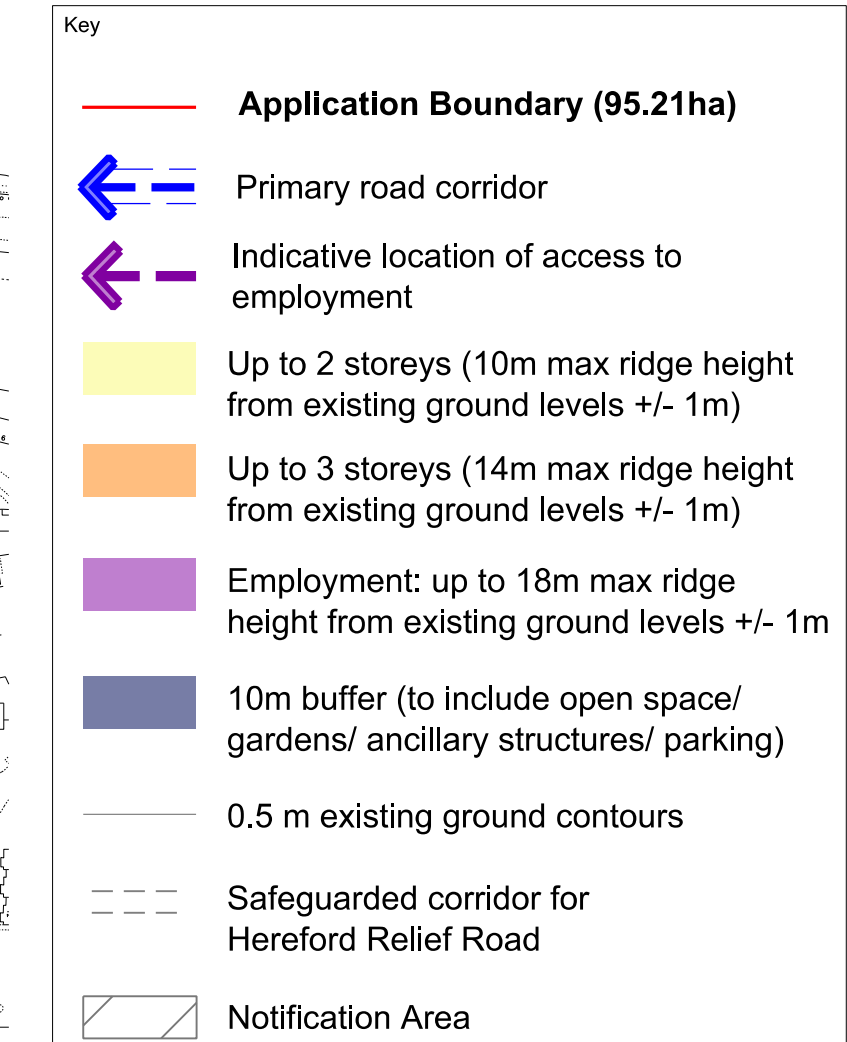 Key
Application Boundary (95.21ha)
Primary road corridor
Indicative location of access to
employment
Up to 2 storeys (10m max ridge height
from existing ground levels +/- 1m)
Up to 3 storeys (14m max ridge height
from existing ground levels +/- 1m)
Employment: up to 18m max ridge
height from existing ground levels +/- 1m
10m buffer (to include open space/
gardens/ ancillary structures/ parking)
0.5 m existing ground contours
Safeguarded corridor for
Hereford Relief Road
Notification Area